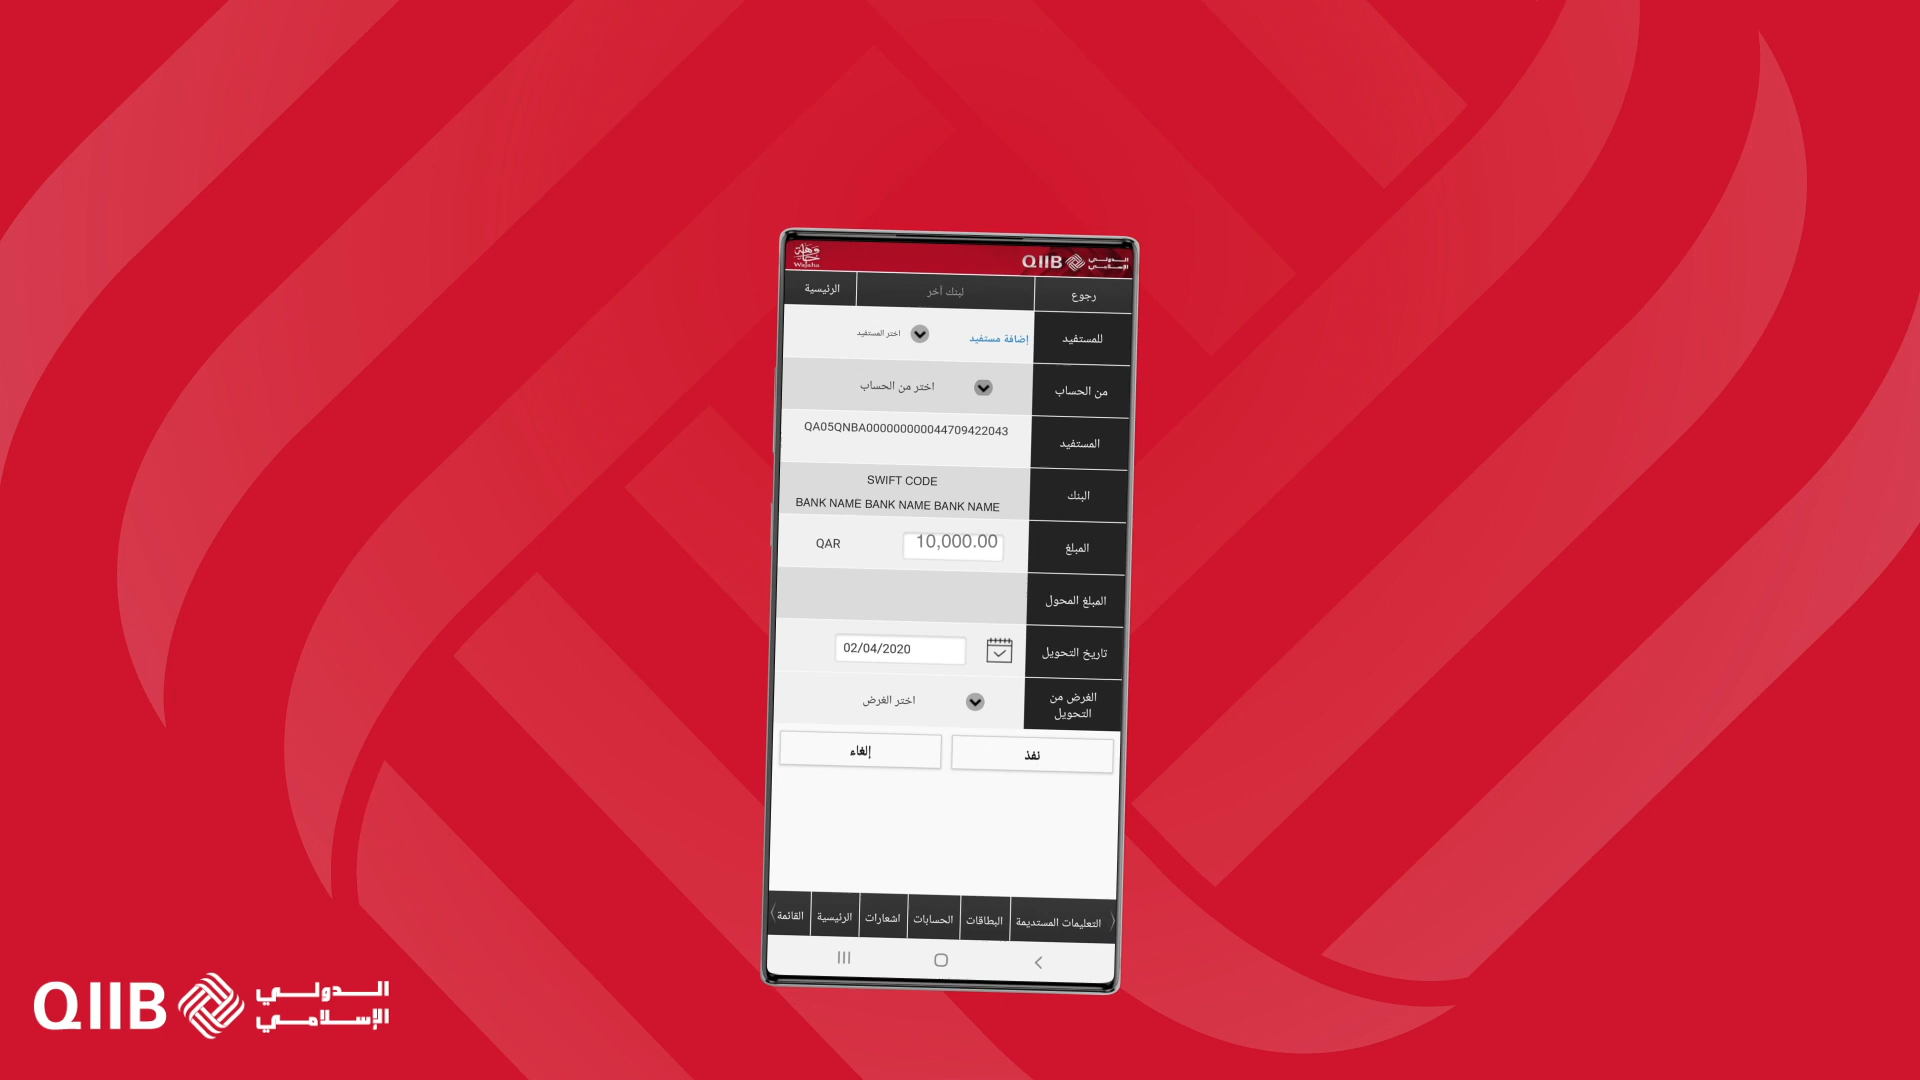 وجاهة
Wajaha
QIIB
الدولي
الإسلامي
رجوع
لبنك آخر
الرئيسية
للمستفيد
إضافة مستفيد
اختر المستفيد
من الحساب
اختر من الحساب
المستفيد
QA05QNBA000000000044709422043
البنك
SWIFT CODE
BANK NAME BANK NAME BANK NAME
المبلغ
10,000.00
QAR
المبلغ المحول
تاريخ التحويل
02/04/2020
الغرض من
التحويل
اختر الغرض
نفذ
إلغاء
التعليمات المستديمة
البطاقات
الحسابات
اشعارات
الرئيسية
القائمة
QIIB
الدولي
الإسلامي